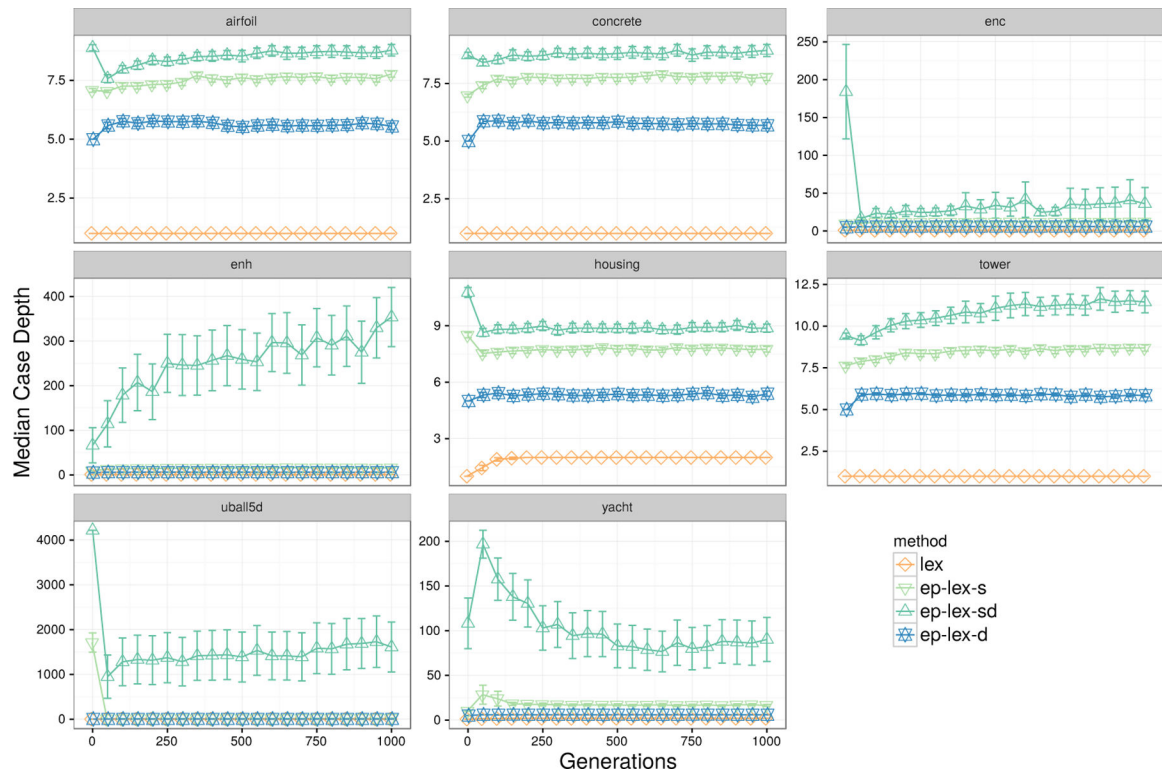 airfoil
concrete
enc
7.5
5.0
2.5
7.5
5.0
2.5
250
200
150
100
50
0
enh
housing
tower
400
300
200
100
0
9
6
3
12.5
10.0
7.5
5.0
2.5
uball5d
yacht
4000
3000
2000
1000
0
200
150
100
50
0
0 250 500 750 1000
0 250 500 750 1000
Median Case Depth
Generations
method
lex
ep-lex-s
ep-lex-sd
ep-lex-d